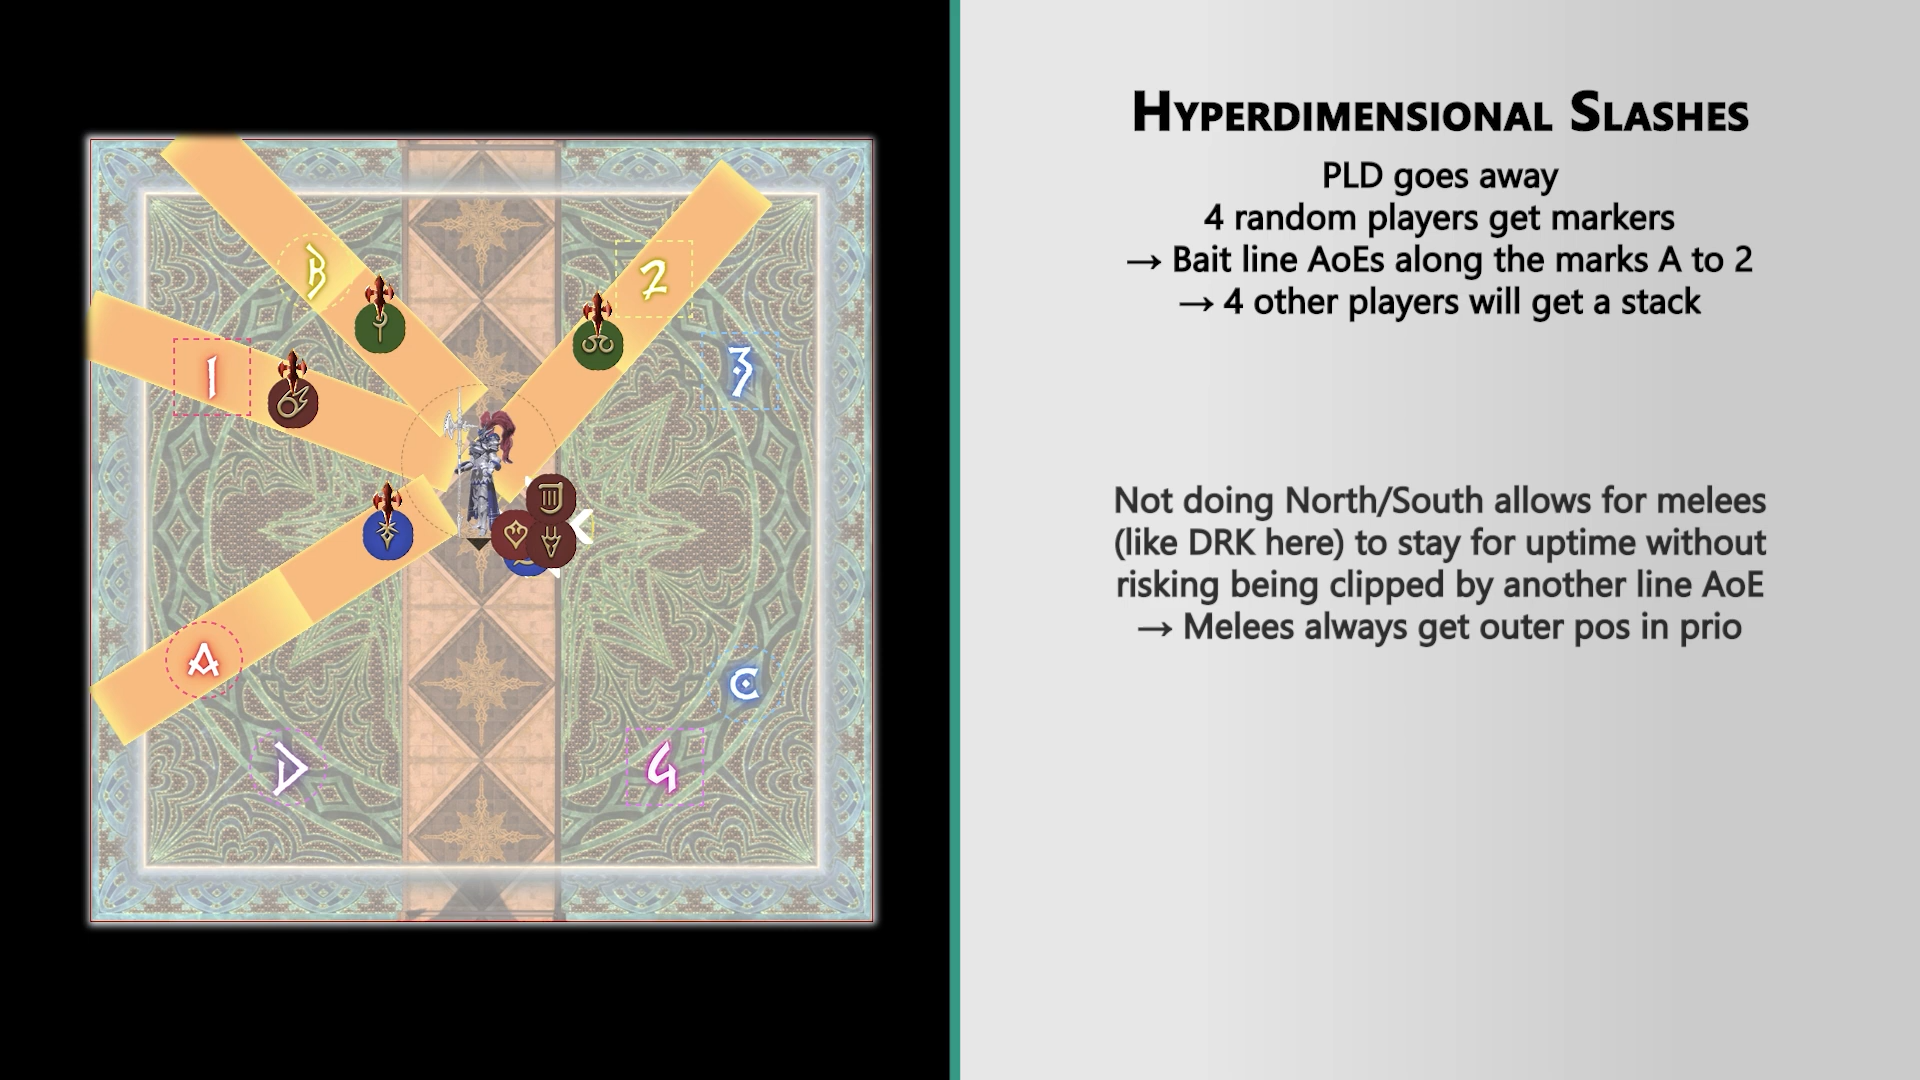 HYPERDIMENSIONAL SLASHES
PLD goes away
4 random players get markers
→ Bait line AoEs along the marks A to 2
→ 4 other players will get a stack
Not doing North/South allows for melees
(like DRK here) to stay for uptime without
risking being clipped by another line AoE
→ Melees always get outer pos in prio
B
2
1
3
A
C
D
4